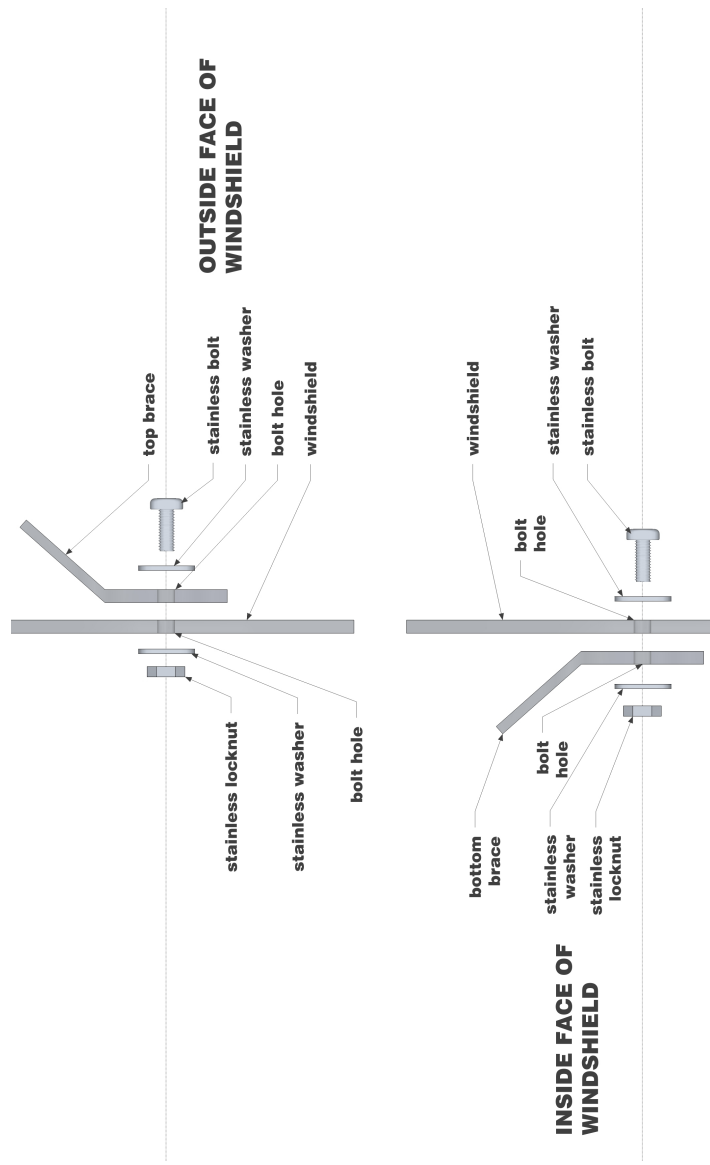 OUTSIDE FACE OF
WINDSHIELD
top brace
stainless bolt
stainless washer
bolt hole
windshield
stainless locknut
stainless washer
bolt hole
windshield
bolt
hole
stainless washer
stainless bolt
bottom
brace
bolt
hole
stainless
washer
stainless
locknut
INSIDE FACE OF
WINDSHIELD